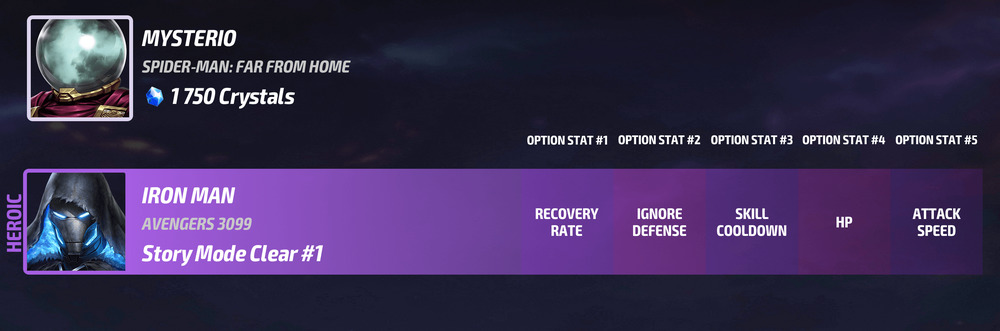 MYSTERIO
SPIDER-MAN: FAR FROM HOME
1 750 Crystals
OPTION STAT #1 OPTION STAT #2 OPTION STAT #3 OPTION STAT #4 OPTION STAT #5
HEROIC
IRON MAN
AVENGERS 3099
Story Mode Clear #1
RECOVERY
RATE
IGNORE
DEFENSE
SKILL
COOLDOWN
HP
ATTACK
SPEED